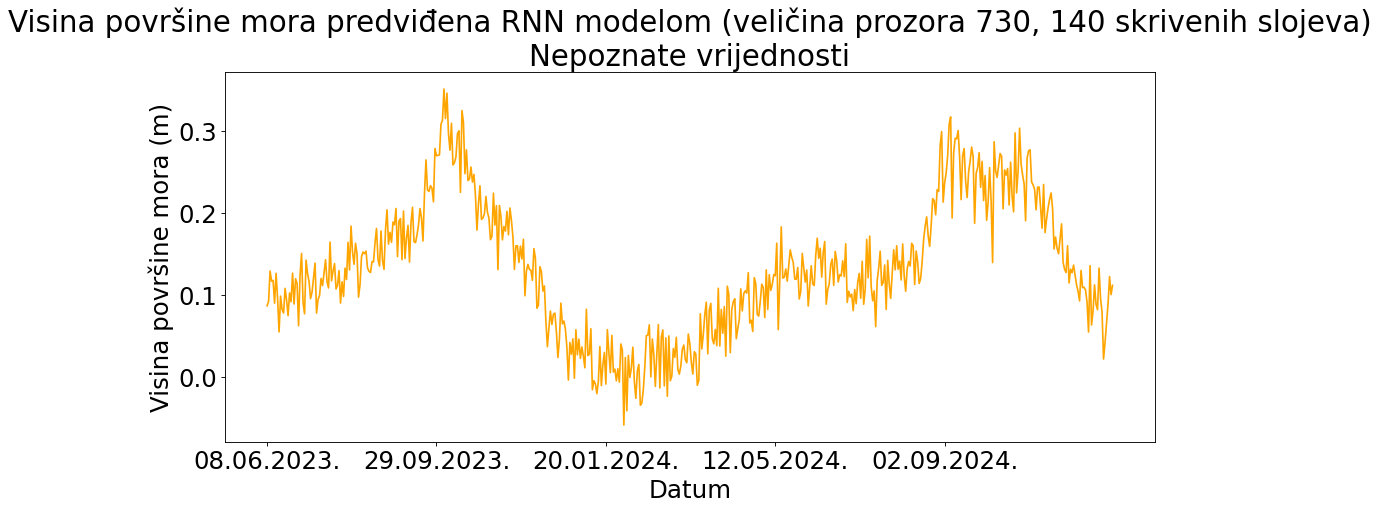 Visina površine mora predviđena RNN modelom (veličina prozora 730, 140 skrivenih slojeva)
Nepoznate vrijednosti
Visina površine mora (m)
0.3
0.2
0.1
0.0
08.06.2023. 29.09.2023. 20.01.2024. 12.05.2024. 02.09.2024.
Datum